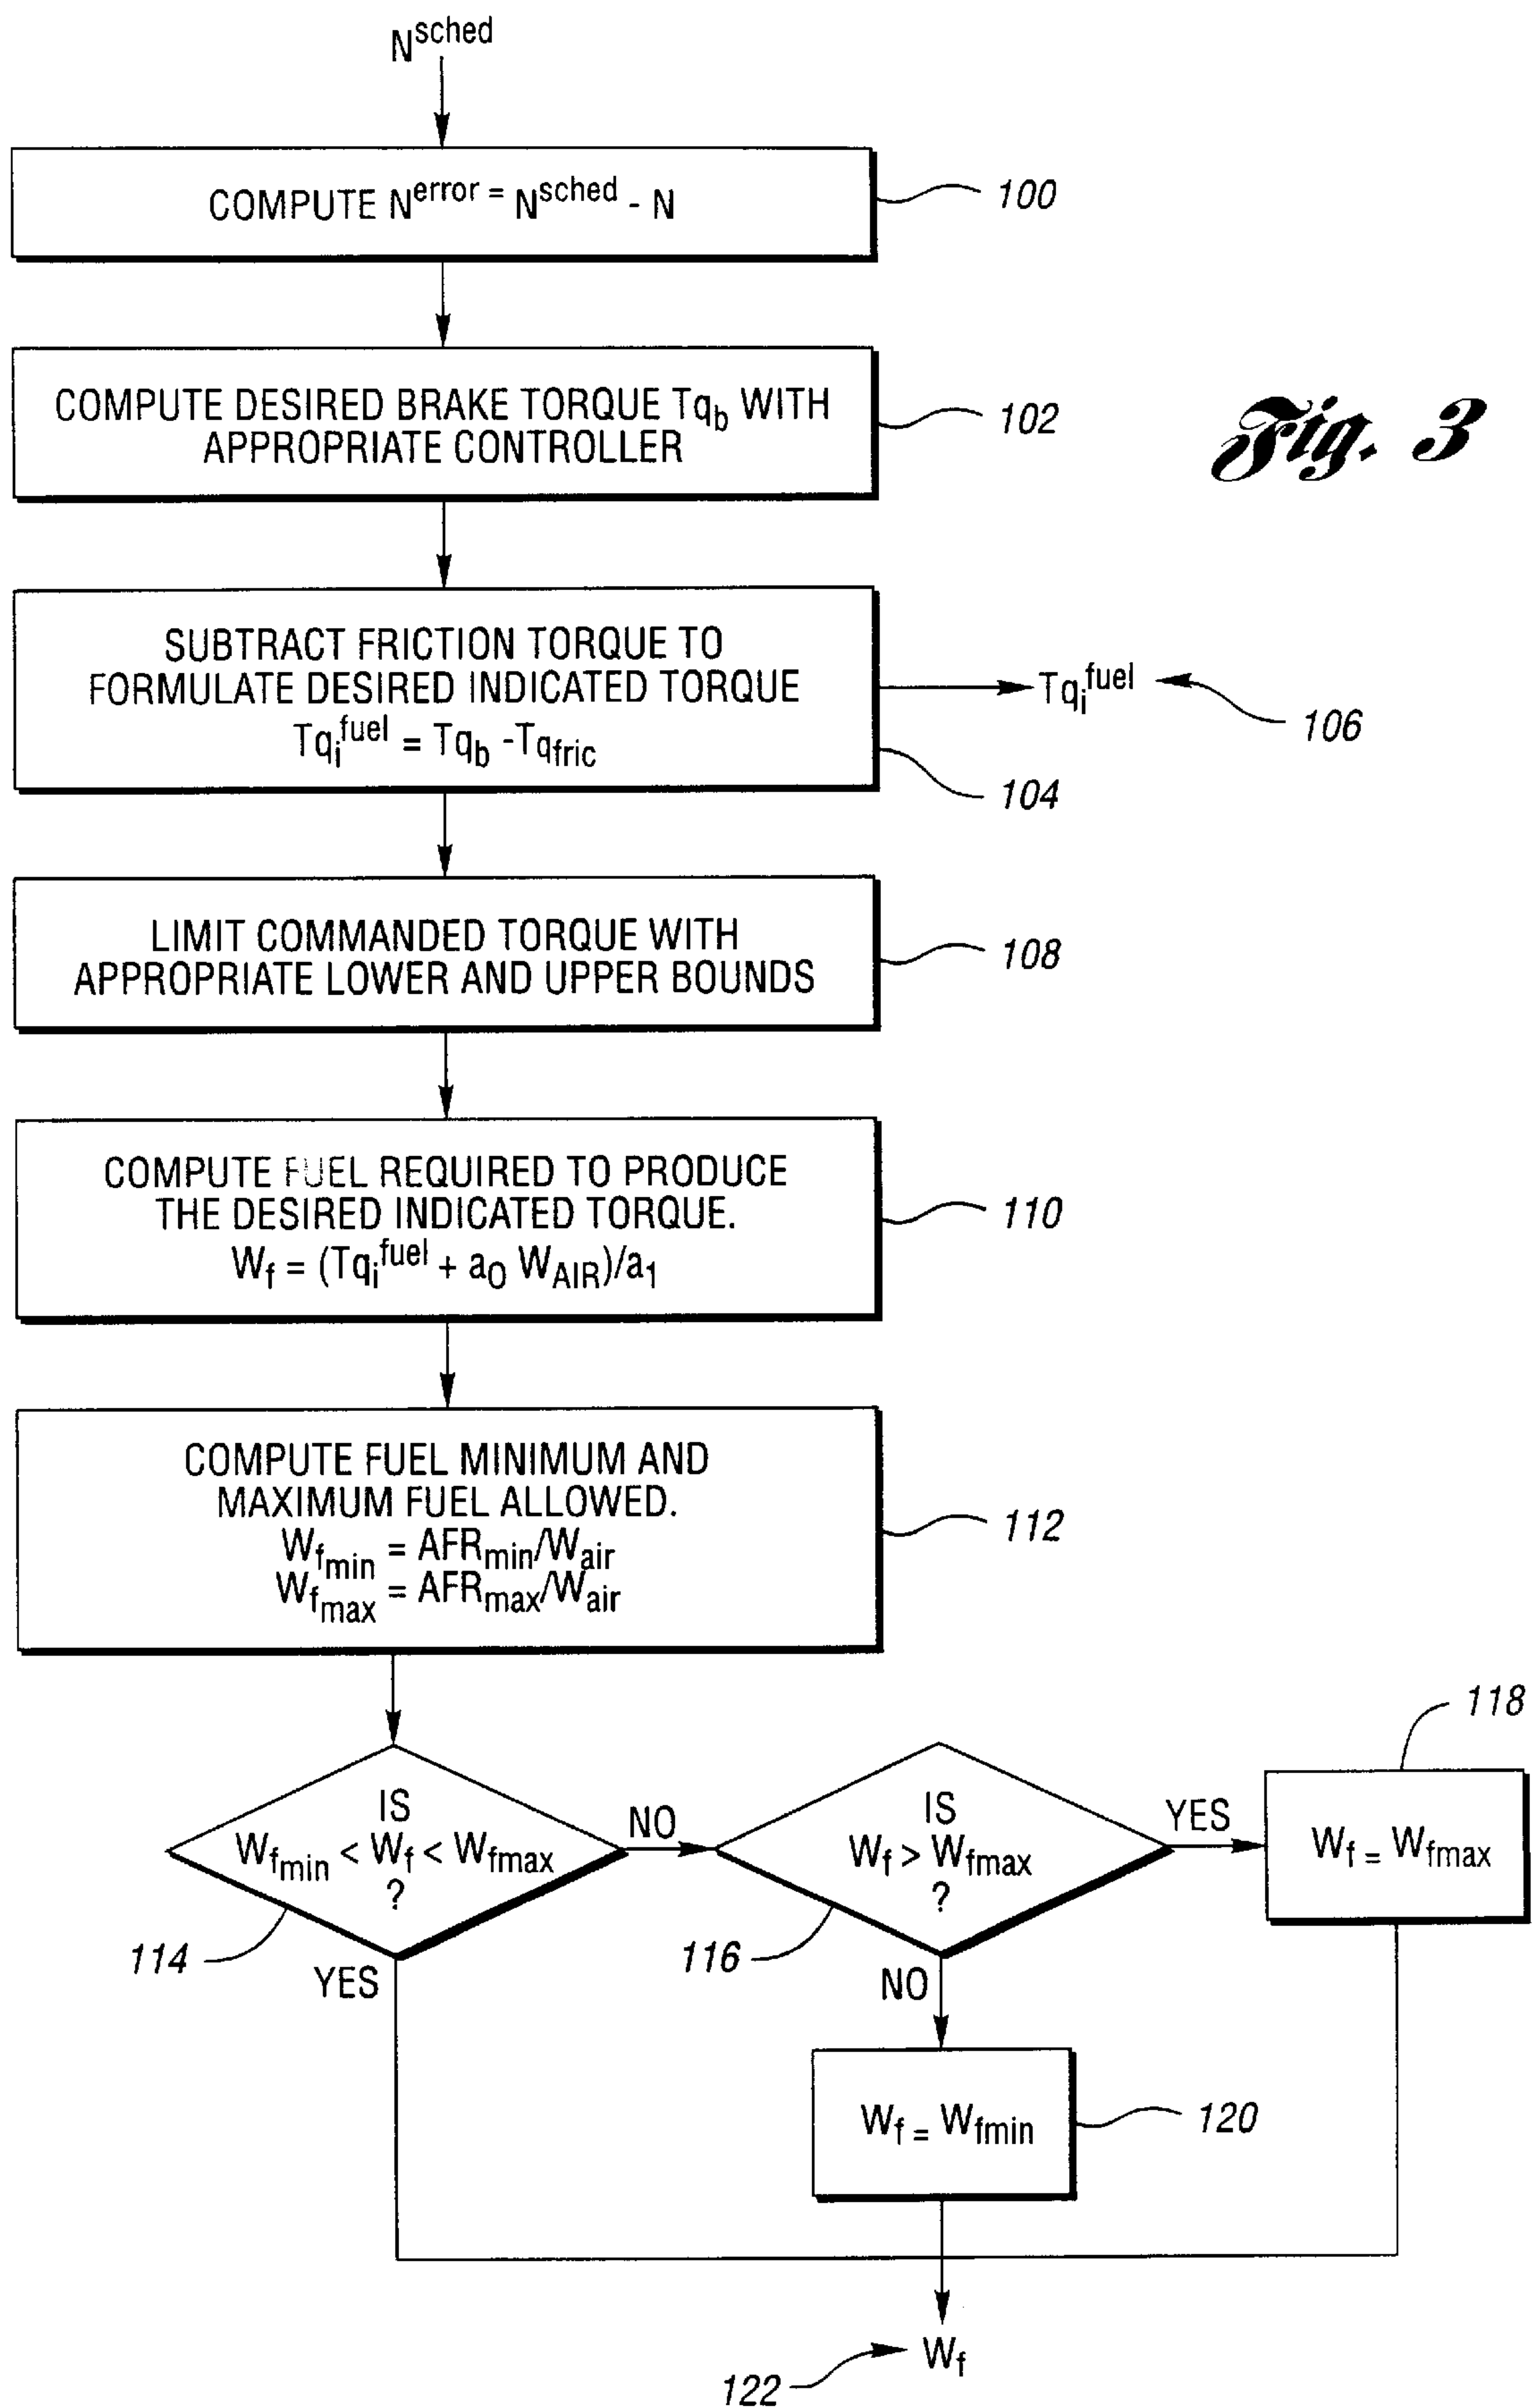 N^sched
COMPUTE N^error = N^sched - N
100
COMPUTE DESIRED BRAKE TORQUE Tq_b WITH
APPROPRIATE CONTROLLER
102
Fig. 3
SUBTRACT FRICTION TORQUE TO
FORMULATE DESIRED INDICATED TORQUE
Tq_i^fuel = Tq_b -Tq_fric
Tq_i^fuel
106
104
LIMIT COMMANDED TORQUE WITH
APPROPRIATE LOWER AND UPPER BOUNDS
108
COMPUTE FUEL REQUIRED TO PRODUCE
THE DESIRED INDICATED TORQUE.
W_f = (Tq_i^fuel + a_0 W_AIR)/a_1
110
COMPUTE FUEL MINIMUM AND
MAXIMUM FUEL ALLOWED.
W_f_min = AFR_min/W_air
W_f_max = AFR_max/W_air
112
IS
W_f_min < W_f < W_fmax
?
114
YES
NO
IS
W_f > W_fmax
?
116
NO
YES
118
W_f = W_fmax
W_f = W_fmin
120
W_f
122